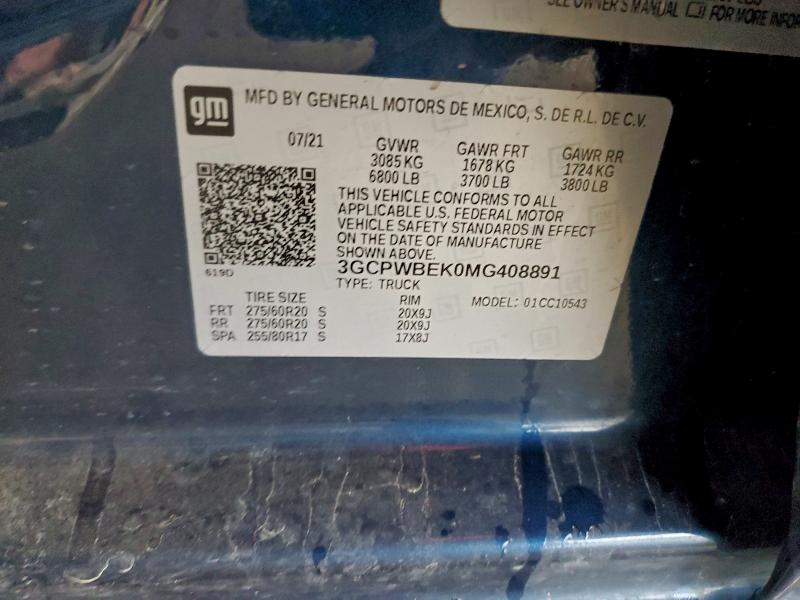 SEE OWNER'S MANUAL FOR MORE INFOR
gm
MFD BY GENERAL MOTORS DE MEXICO, S. DE R.L. DE C.V.
07/21 GVWR GAWR FRT GAWR RR
3085 KG 1678 KG 1724 KG
6800 LB 3700 LB 3800 LB
THIS VEHICLE CONFORMS TO ALL
APPLICABLE U.S. FEDERAL MOTOR
VEHICLE SAFETY STANDARDS IN EFFECT
ON THE DATE OF MANUFACTURE
SHOWN ABOVE.
619D
3GCPWBEK0MG408891
TYPE: TRUCK
TIRE SIZE RIM MODEL: 01CC10543
FRT 275/60R20 S 20X9J
RR 275/60R20 S 20X9J
SPA 255/80R17 S 17X8J